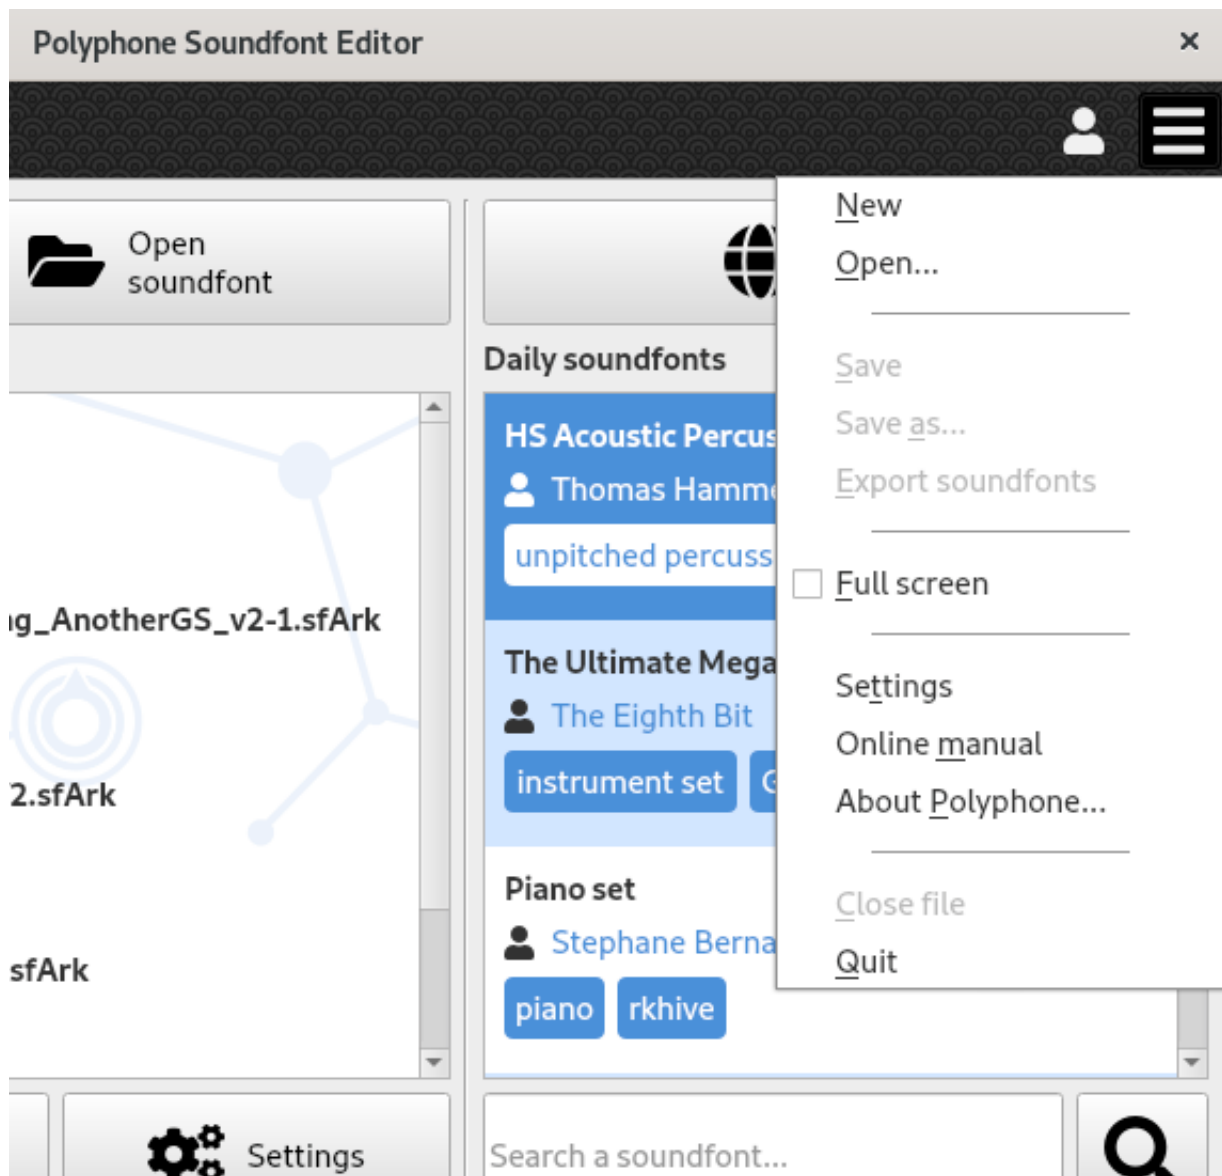 Polyphone Soundfont Editor
Open
soundfont
Daily soundfonts
HS Acoustic Percus
Thomas Hamme
unpitched percuss
The Ultimate Mega
The Eighth Bit
instrument set
Piano set
Stephane Berna
piano rkhive
g_AnotherGS_v2-1.sfArk
2.sfArk
sfArk
Settings
Search a soundfont...
New
Open...
Save
Save as...
Export soundfonts
Full screen
Settings
Online manual
About Polyphone...
Close file
Quit